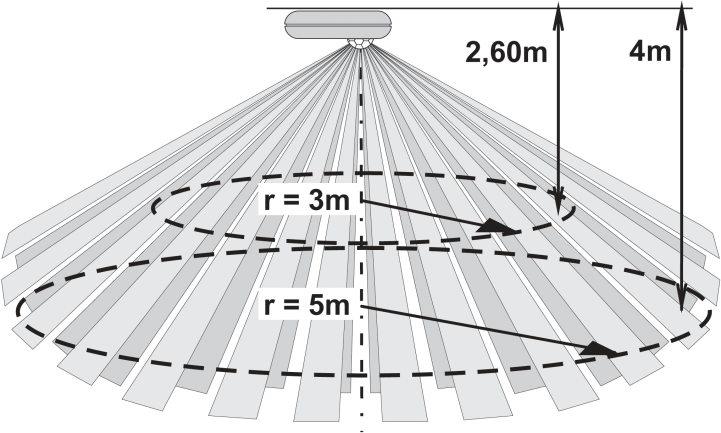 2,60m
4m
r = 3m
r = 5m